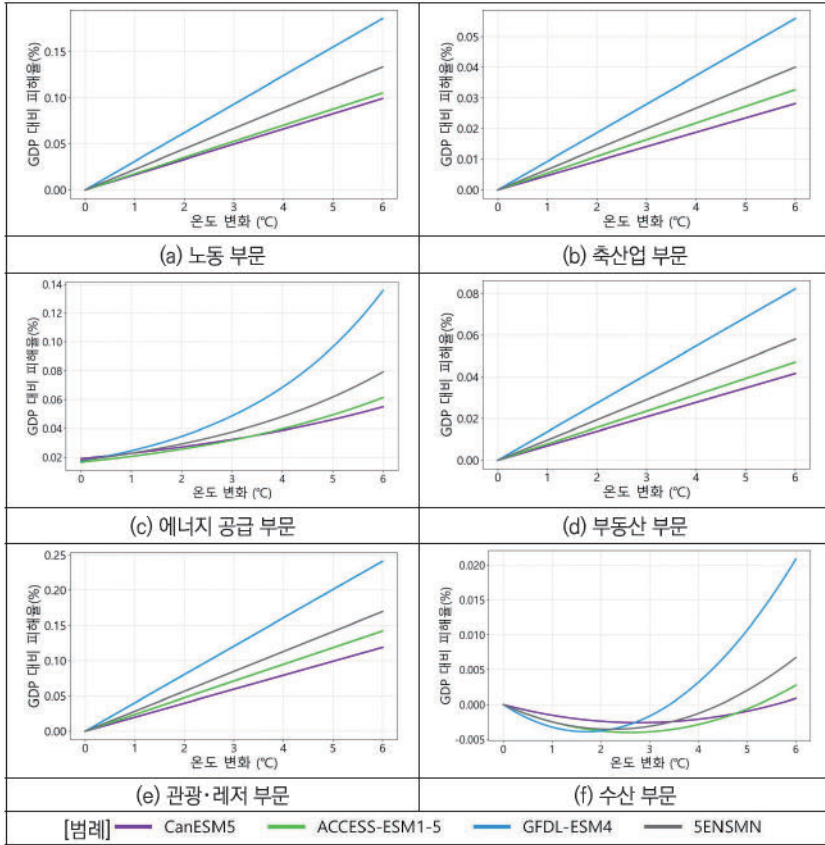 GDP 대비 피해율(%)
0.15
0.10
0.05
0.00
0 1 2 3 4 5 6
온도 변화 (℃)
(a) 노동 부문
GDP 대비 피해율(%)
0.05
0.04
0.03
0.02
0.01
0.00
0 1 2 3 4 5 6
온도 변화 (℃)
(b) 축산업 부문
GDP 대비 피해율(%)
0.14
0.12
0.10
0.08
0.06
0.04
0.02
0 1 2 3 4 5 6
온도 변화 (℃)
(c) 에너지 공급 부문
GDP 대비 피해율(%)
0.08
0.06
0.04
0.02
0.00
0 1 2 3 4 5 6
온도 변화 (℃)
(d) 부동산 부문
GDP 대비 피해율(%)
0.25
0.20
0.15
0.10
0.05
0.00
0 1 2 3 4 5 6
온도 변화 (℃)
(e) 관광·레저 부문
GDP 대비 피해율(%)
0.020
0.015
0.010
0.005
0.000
-0.005
0 1 2 3 4 5 6
온도 변화 (℃)
(f) 수산 부문
[범례] CanESM5 ACCESS-ESM1-5 GFDL-ESM4 5ENSMN